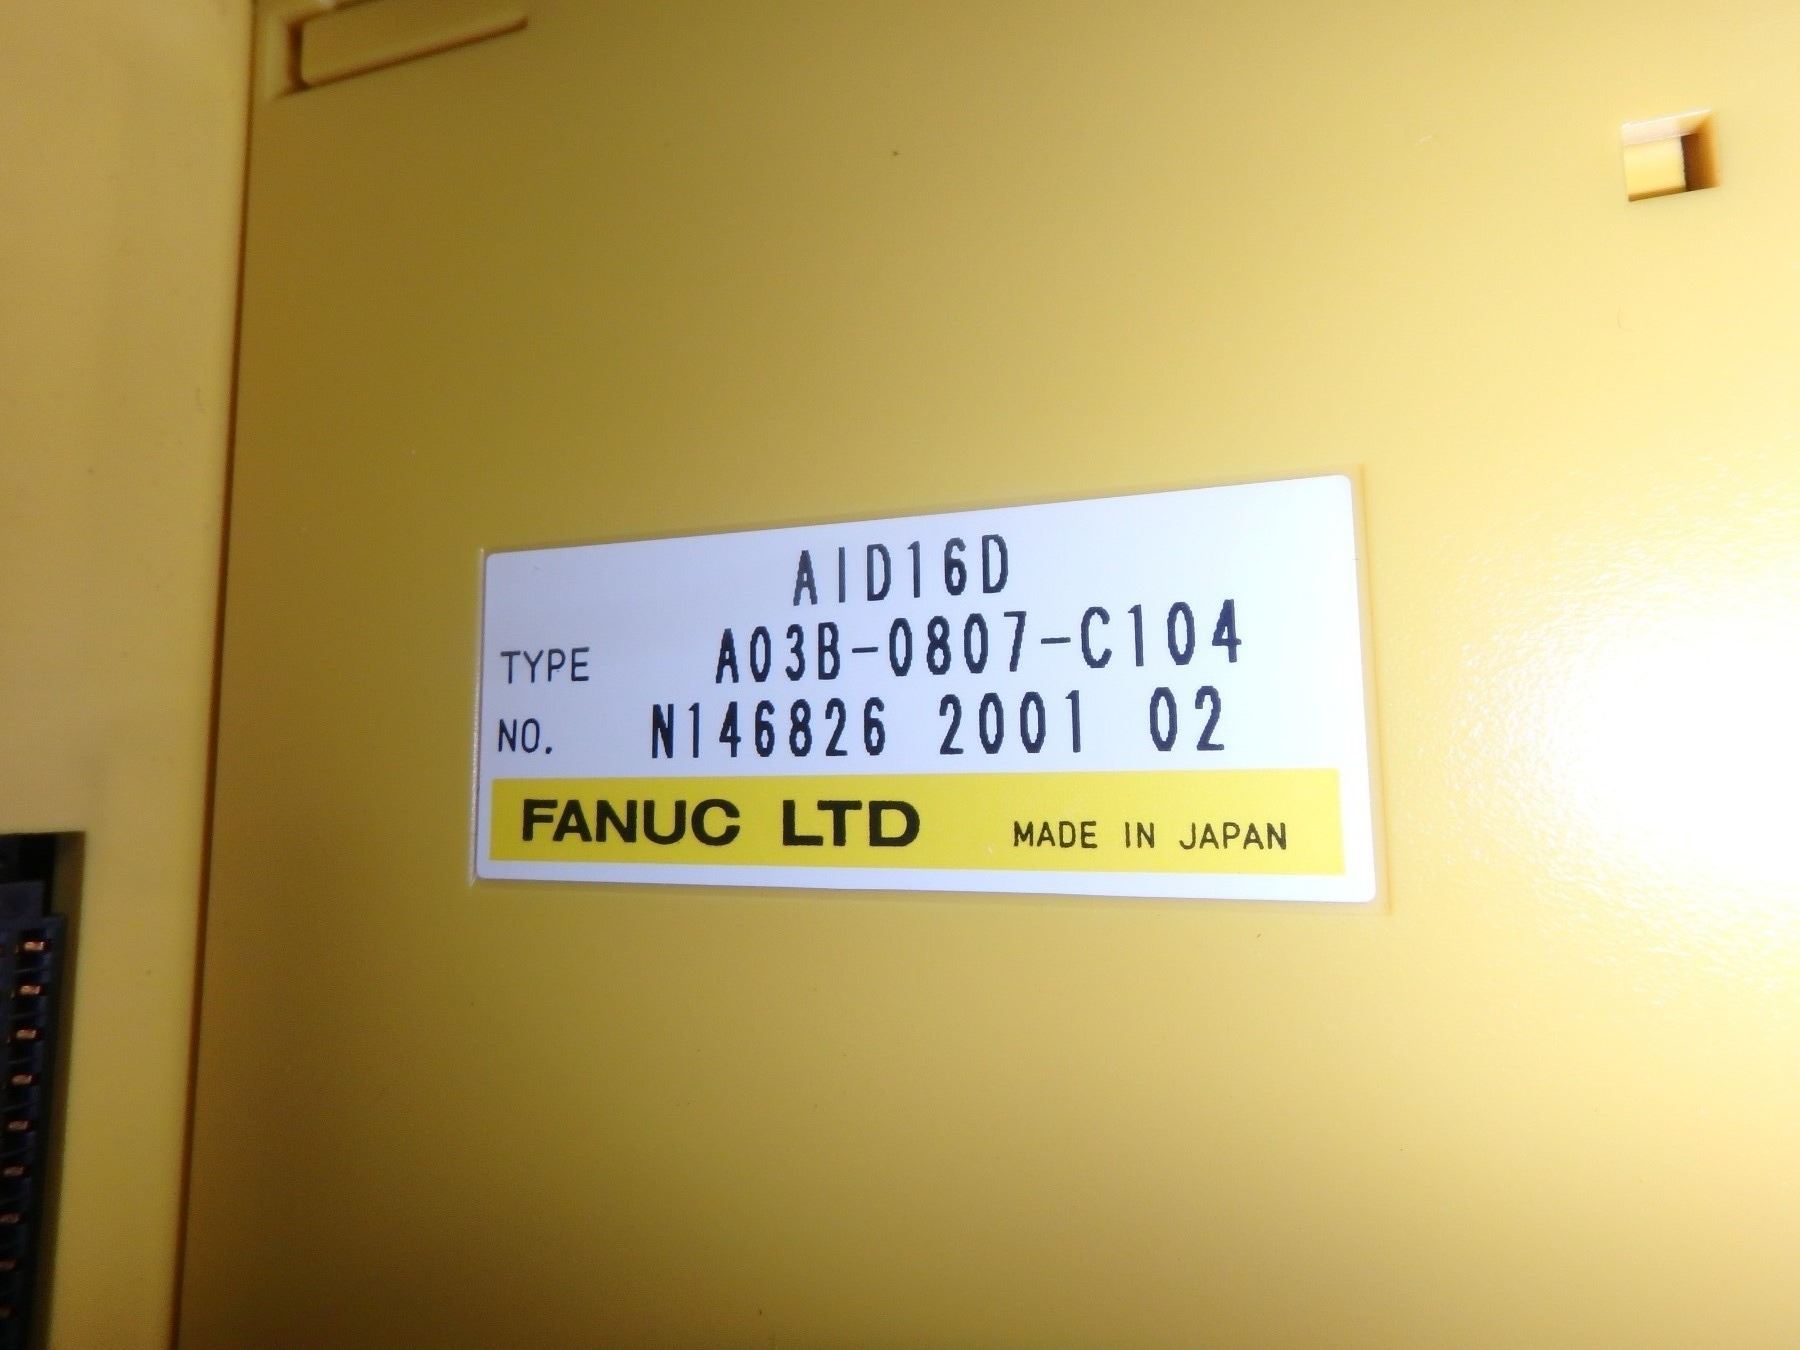 AID16D
TYPE A03B-0807-C104
NO. N146826 2001 02
FANUC LTD MADE IN JAPAN